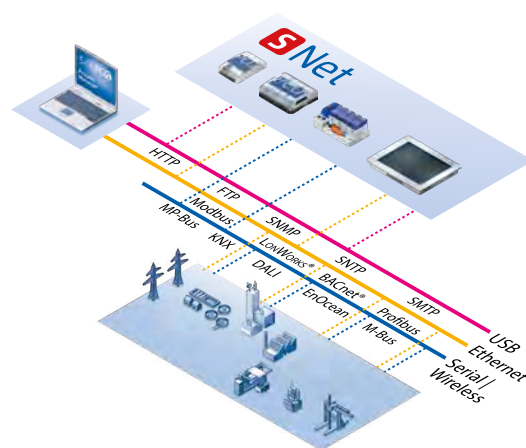 S Net
HTTP
FTP
SNMP
SNTP
SMTP
USB
Modbus
LONWORKS®
BACnet®
Profibus
Ethernet
MP-Bus
KNX
DALI
EnOcean
M-Bus
Serial|
Wireless